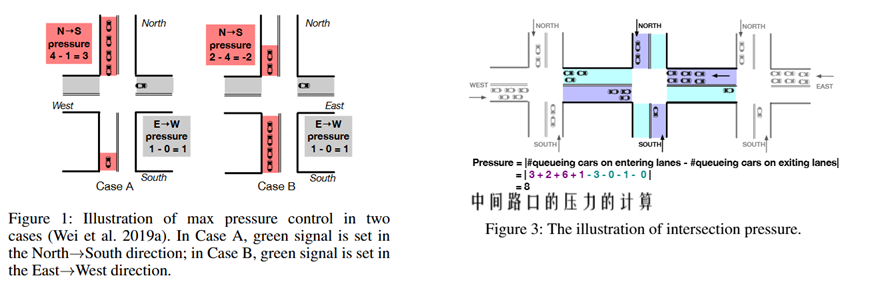 N→S
pressure
4 - 1 = 3
North
West
E→W
pressure
1 - 0 = 1
South
Case A
N→S
pressure
2 - 4 = -2
North
East
E→W
pressure
1 - 0 = 1
South
Case B
Figure 1: Illustration of max pressure control in two
cases (Wei et al. 2019a). In Case A, green signal is set in
the North→South direction; in Case B, green signal is set in
the East→West direction.
NORTH
NORTH
NORTH
WEST
EAST
SOUTH
SOUTH
SOUTH
Pressure = |#queueing cars on entering lanes - #queueing cars on exiting lanes|
= | 3 + 2 + 6 + 1 - 3 - 0 - 1 - 0 |
= 8
中间路口的压力的计算
Figure 3: The illustration of intersection pressure.